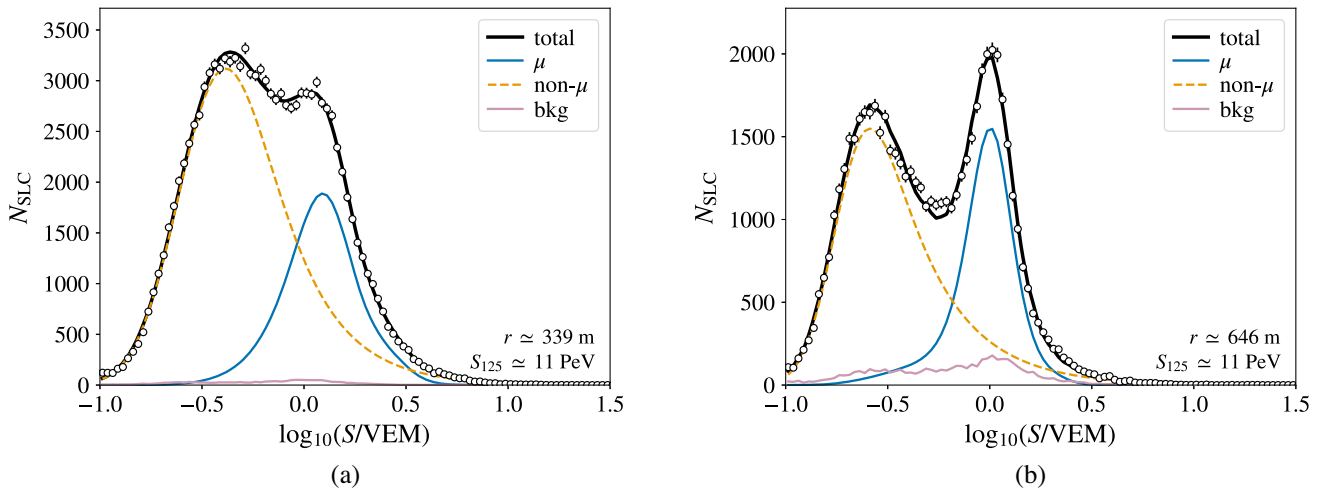 3500
3000
2500
2000
1500
1000
500
0
N_SLC
−1.0 −0.5 0.0 0.5 1.0 1.5
log₁₀(S/VEM)
total
μ
non-μ
bkg
r ≃ 339 m
S₁₂₅ ≃ 11 PeV
(a)
2000
1500
1000
500
0
N_SLC
−1.0 −0.5 0.0 0.5 1.0 1.5
log₁₀(S/VEM)
total
μ
non-μ
bkg
r ≃ 646 m
S₁₂₅ ≃ 11 PeV
(b)